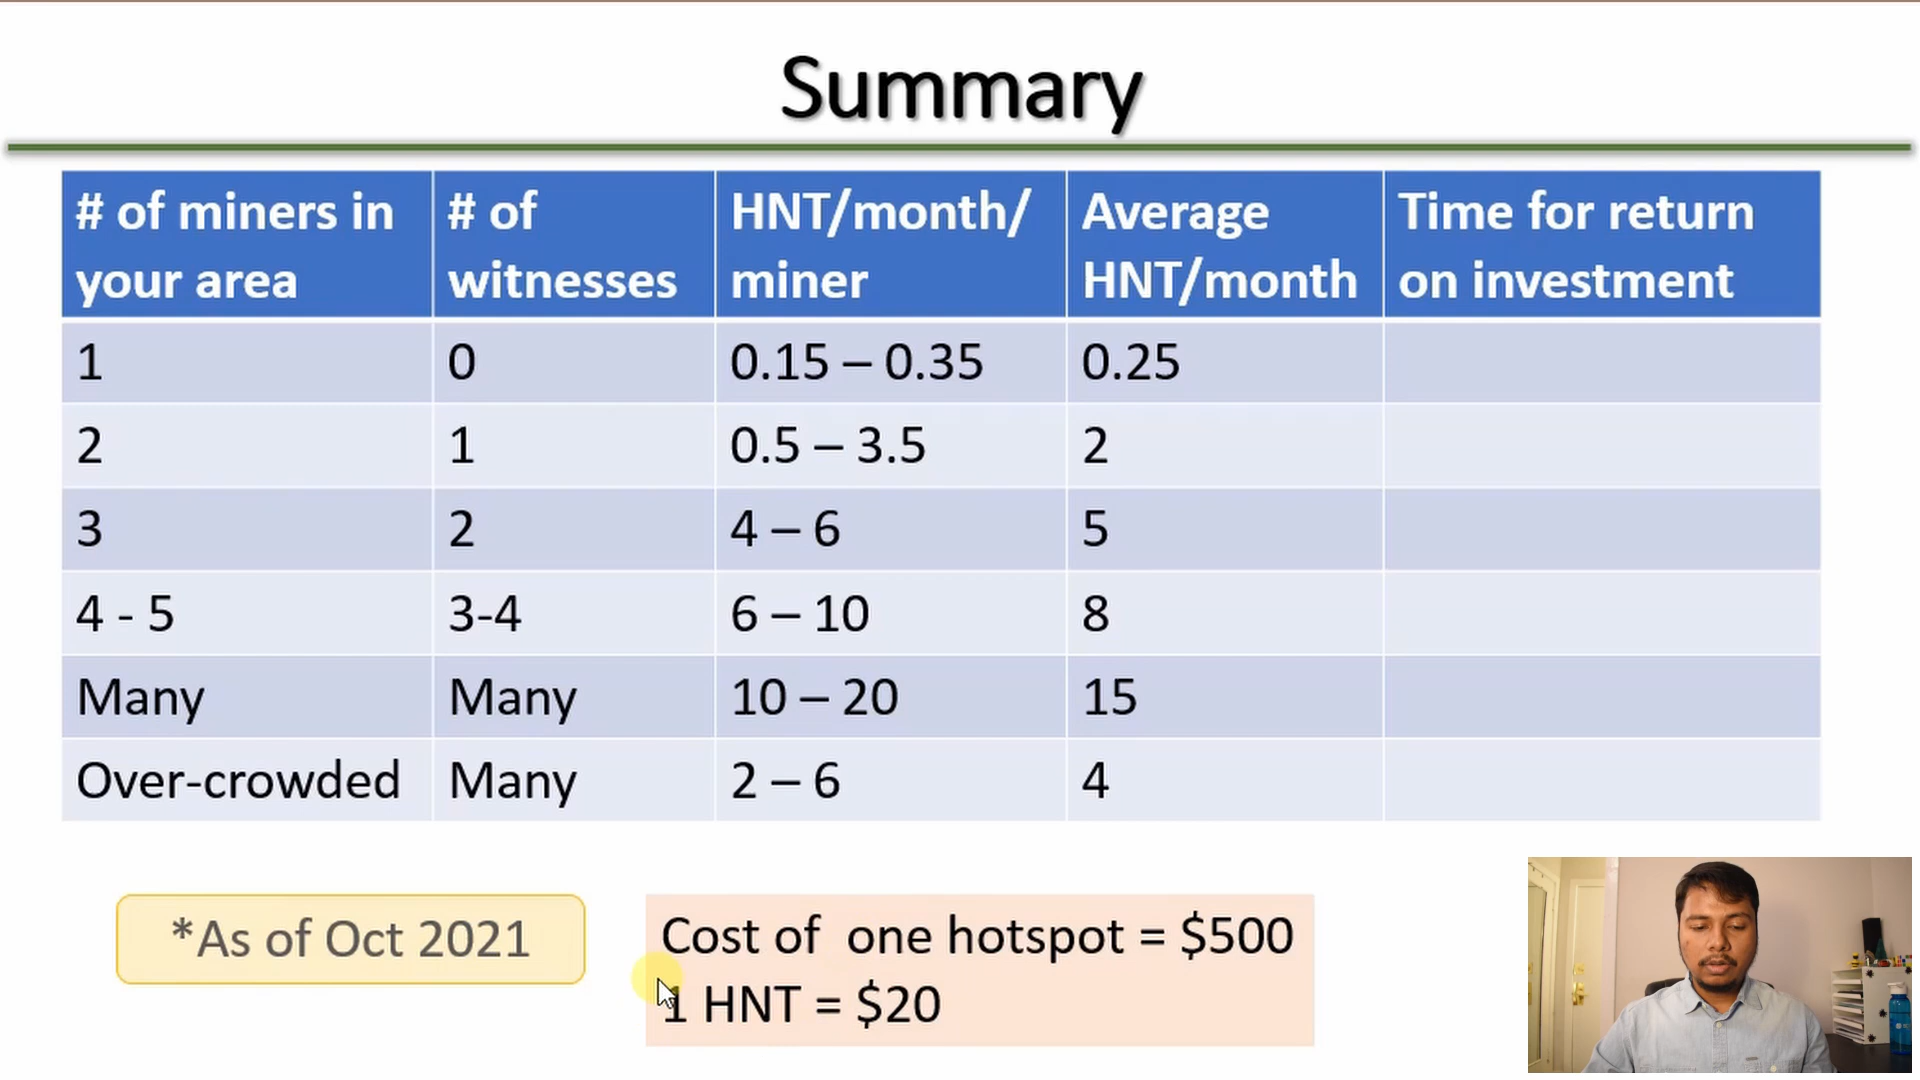 Summary
# of miners in your area
# of witnesses
HNT/month/ miner
Average HNT/month
Time for return on investment
1
0
0.15 – 0.35
0.25
2
1
0.5 – 3.5
2
3
2
4 – 6
5
4 - 5
3-4
6 – 10
8
Many
Many
10 – 20
15
Over-crowded
Many
2 – 6
4
*As of Oct 2021
Cost of one hotspot = $500
1 HNT = $20